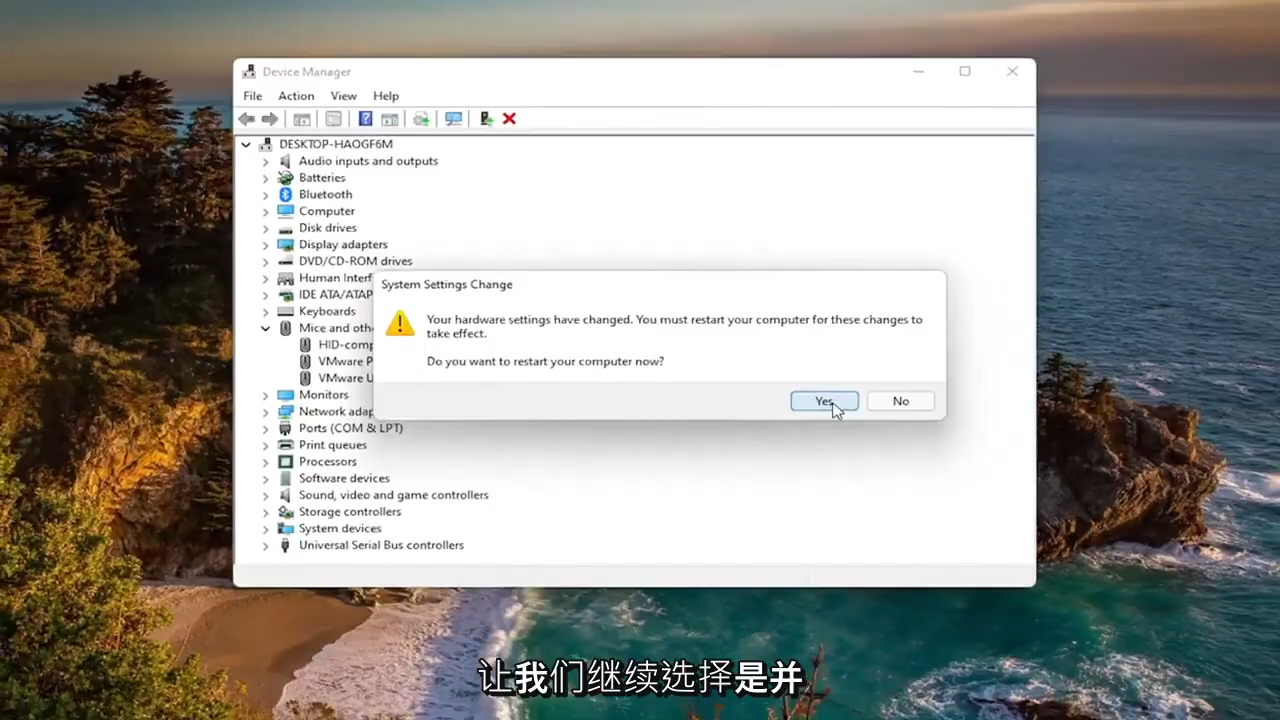 Device Manager
File Action View Help
DESKTOP-HAOGF6M
Audio inputs and outputs
Batteries
Bluetooth
Computer
Disk drives
Display adapters
DVD/CD-ROM drives
Human Interf
IDE ATA/ATAP
Keyboards
Mice and oth
HID-comp
VMware P
VMware U
Monitors
Network adap
Ports (COM & LPT)
Print queues
Processors
Software devices
Sound, video and game controllers
Storage controllers
System devices
Universal Serial Bus controllers
System Settings Change
Your hardware settings have changed. You must restart your computer for these changes to
take effect.
Do you want to restart your computer now?
Yes No
让我们继续选择是并